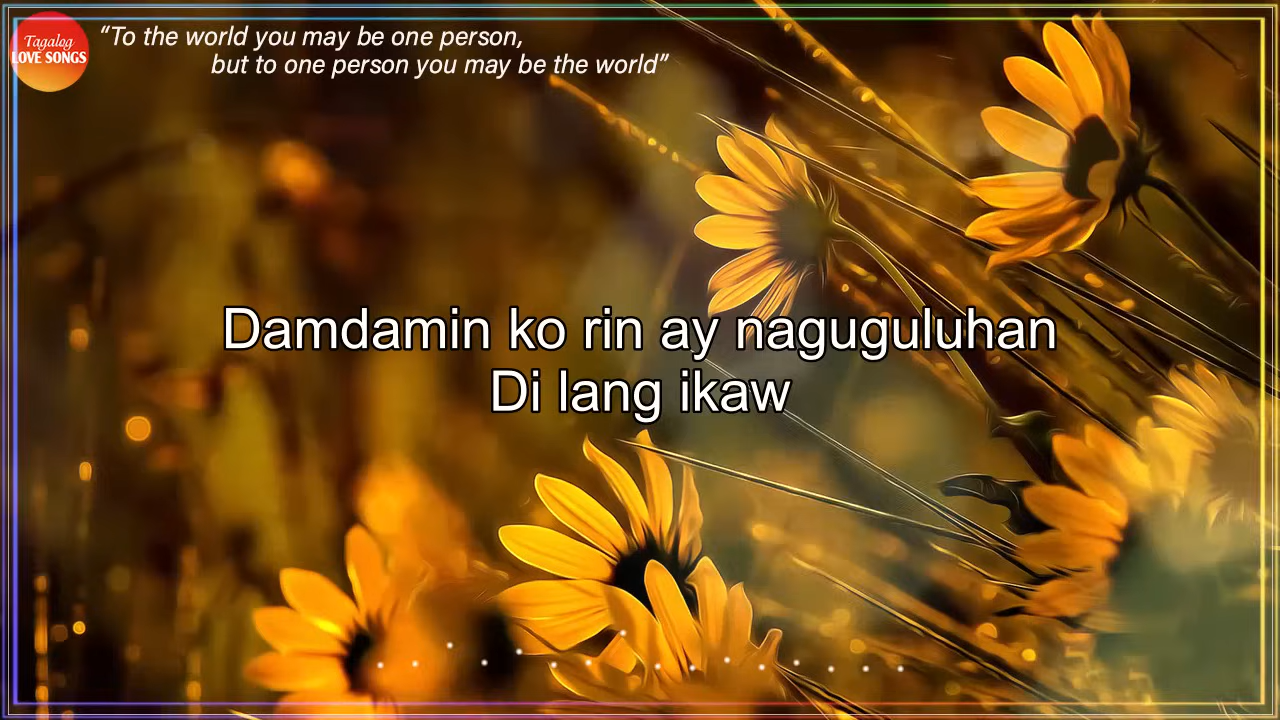 Tagalog
LOVE SONGS
“To the world you may be one person,
but to one person you may be the world”
Damdamin ko rin ay naguguluhan
Di lang ikaw